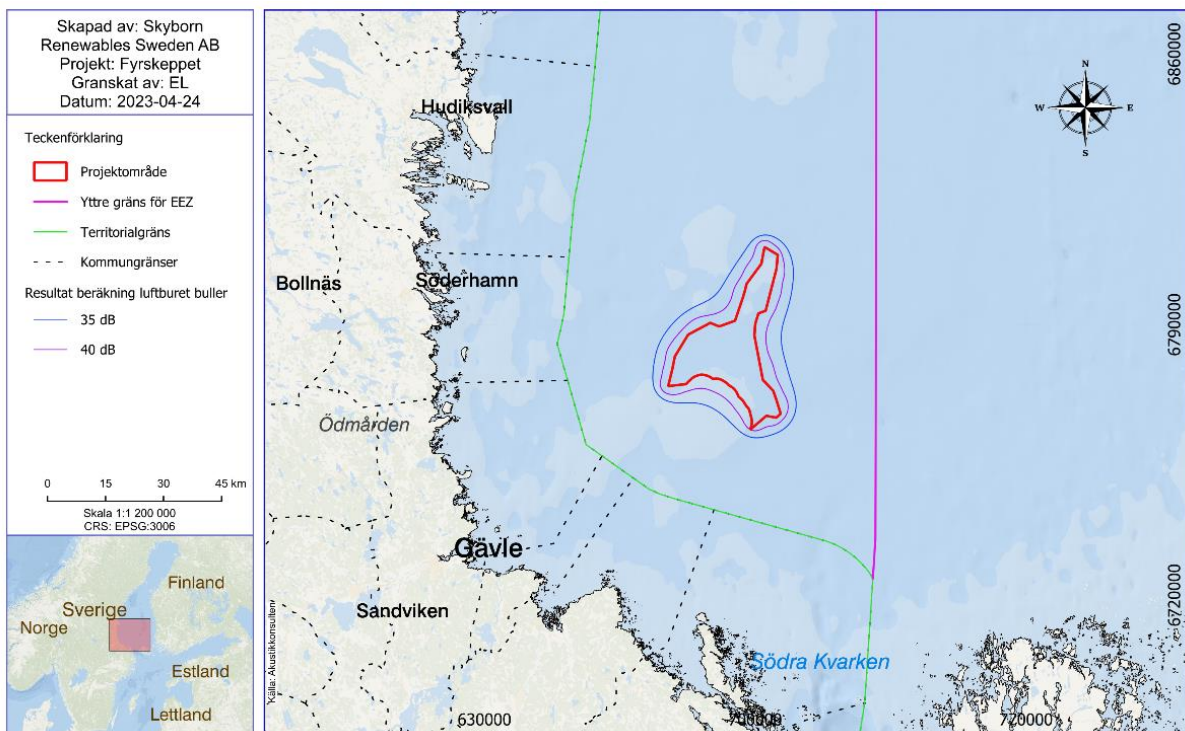 Skapad av: Skyborn
Renewables Sweden AB
Projekt: Fyrskeppet
Granskat av: EL
Datum: 2023-04-24
Teckenförklaring
Projektområde
Yttre gräns för EEZ
Territorialgräns
Kommungränser
Resultat beräkning luftburet buller
35 dB
40 dB
0 15 30 45 km
Skala 1:1 200 000
CRS: EPSG:3006
Finland
Sverige
Norge
Estland
Lettland
N
W E
S
6860000
Hudiksvall
Bollnäs
Söderhamn
6790000
Ödmården
Gävle
Sandviken
6720000
Södra Kvarken
Källa: Akustikkonsulten
630000
720000